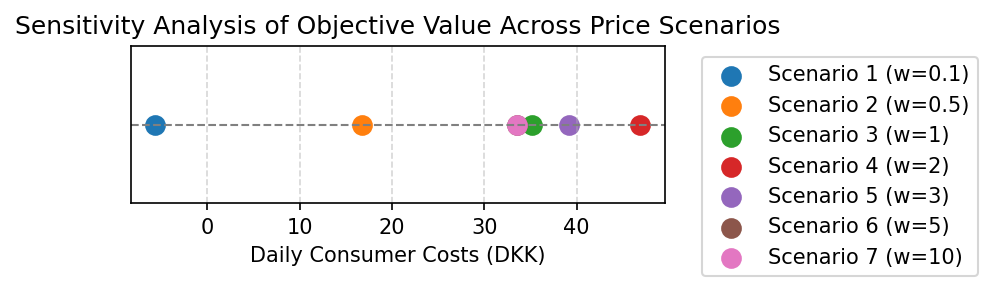 Sensitivity Analysis of Objective Value Across Price Scenarios
0 10 20 30 40
Daily Consumer Costs (DKK)
Scenario 1 (w=0.1)
Scenario 2 (w=0.5)
Scenario 3 (w=1)
Scenario 4 (w=2)
Scenario 5 (w=3)
Scenario 6 (w=5)
Scenario 7 (w=10)